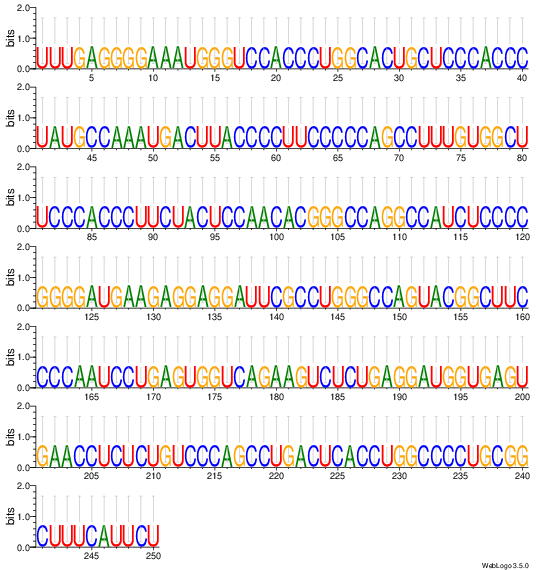 2.0
bits
1.0
0.0
UUUGAGGGGAAAUGGGUCCACCCUGGCACUGCUCCCACCC
5 10 15 20 25 30 35 40
2.0
bits
1.0
0.0
UAUGCCAAAUGACUUACCCCUUCCCCCAGCCUUUGUGGCU
45 50 55 60 65 70 75 80
2.0
bits
1.0
0.0
UCCCACCCUUCUACUCCAACACGGGCCAGGCCAUCUCCCC
85 90 95 100 105 110 115 120
2.0
bits
1.0
0.0
GGGGAUGAAGAGGAGGAUUCGCCUGGGCCAGUACGGCUUC
125 130 135 140 145 150 155 160
2.0
bits
1.0
0.0
CCCAAUCCUGAGUGGUCAGAAGUCUCUGAGGAUGGUGAGU
165 170 175 180 185 190 195 200
2.0
bits
1.0
0.0
GAACCUCUCUGUCCCAGCCUGACUCACCUGGCCCCUGCGG
205 210 215 220 225 230 235 240
2.0
bits
1.0
0.0
CUUUCAUUCU
245 250
WebLogo 3.5.0